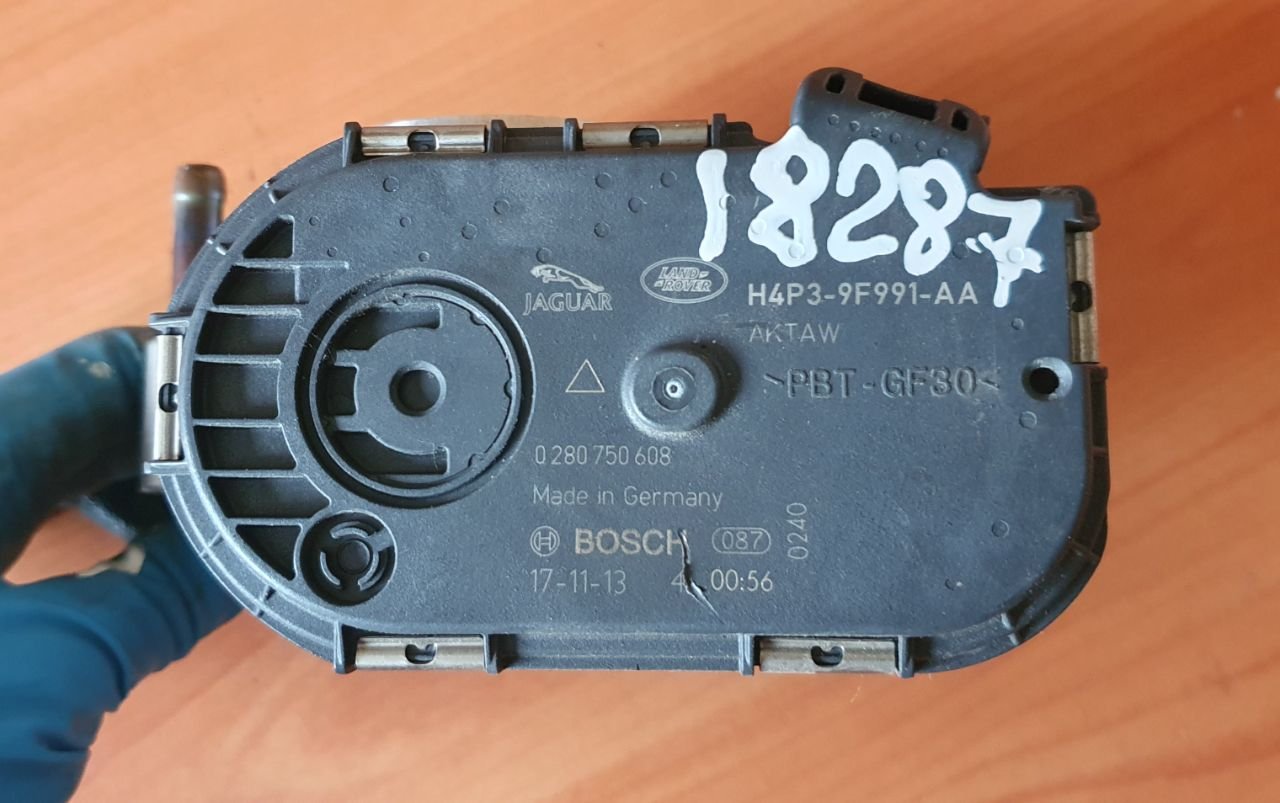 18287
JAGUAR
LAND-
ROVER
H4P3-9F991-AA
AKTAW
>PBT-GF30<
0 280 750 608
Made in Germany
BOSCH 087
0240
17-11-13 00:56